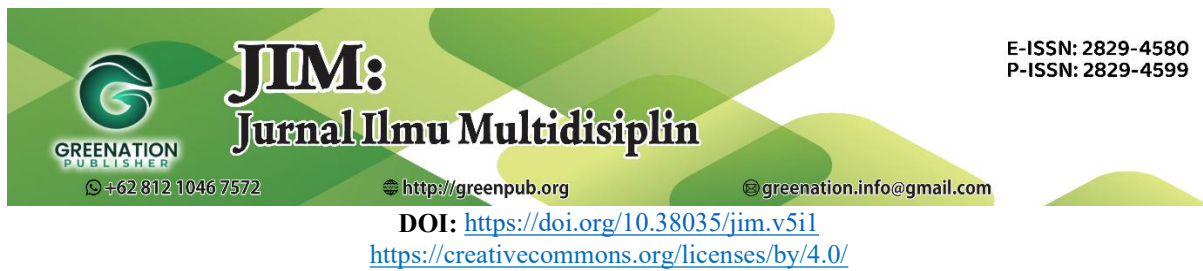 JIM:
Jurnal Ilmu Multidisiplin
E-ISSN: 2829-4580
P-ISSN: 2829-4599
GREENATION
PUBLISHER
+62 812 1046 7572
http://greenpub.org
greenation.info@gmail.com
DOI: https://doi.org/10.38035/jim.v5i1
https://creativecommons.org/licenses/by/4.0/